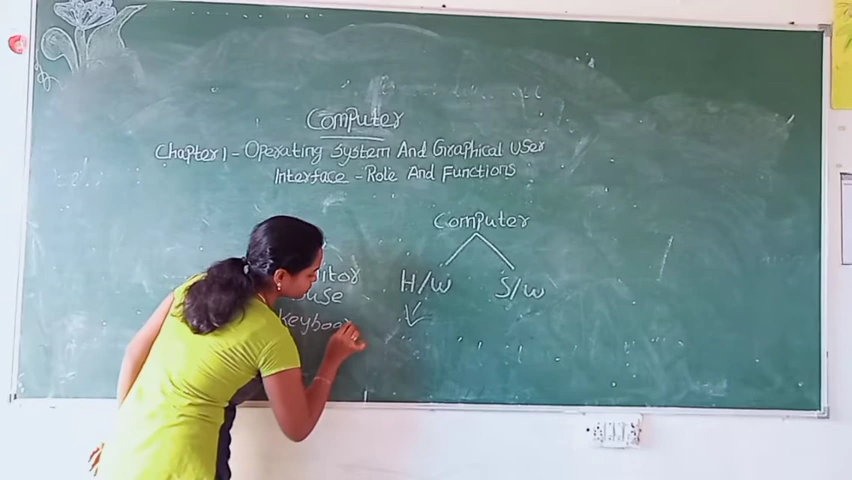 Computer
Chapter 1 - Operating System And Graphical User
Interface - Role And Functions
Computer
H/W S/W